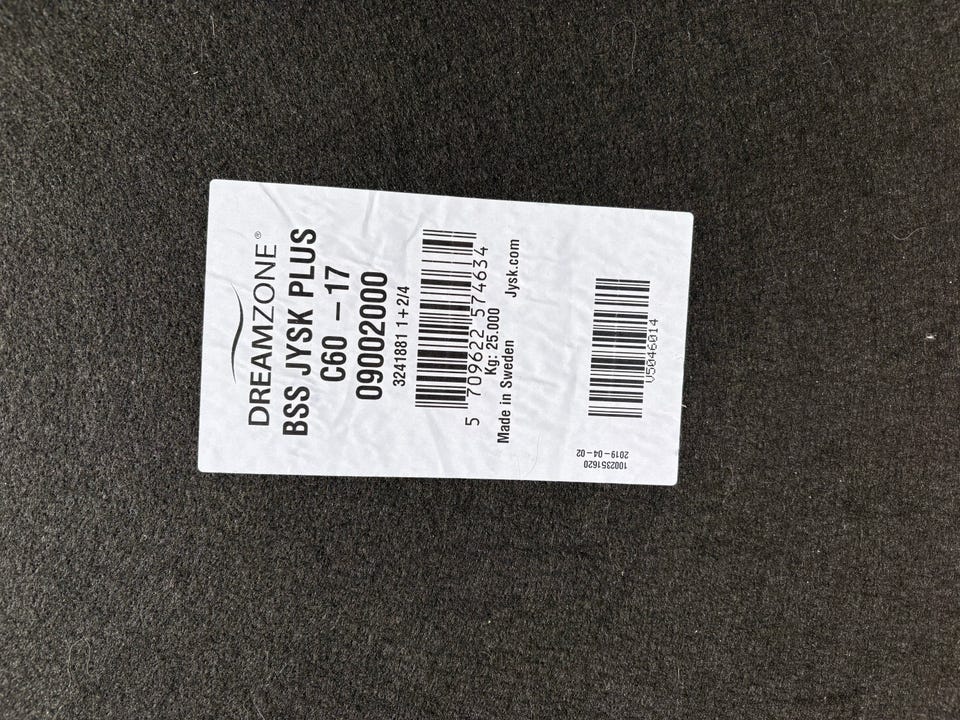 DREAMZONE®
BSS JYSK PLUS
C60 - 17
09002000
3241881 1+2/4
5 709622 574634
Kg: 25.000
Made in Sweden Jysk.com
V5046014
1002351620
2019-04-02